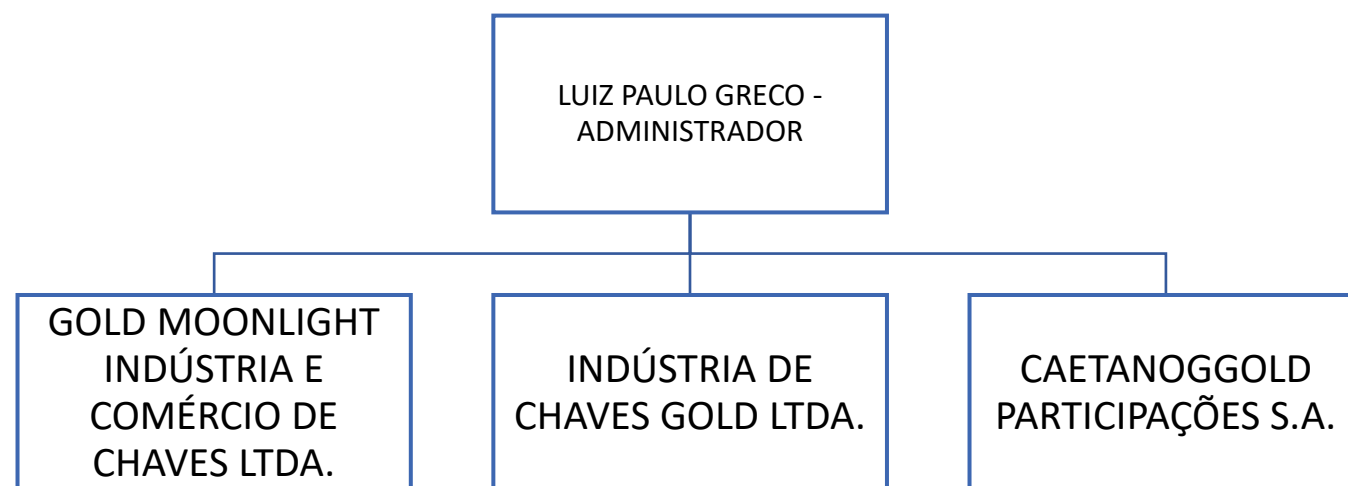 LUIZ PAULO GRECO -
ADMINISTRADOR
GOLD MOONLIGHT
INDÚSTRIA E
COMÉRCIO DE
CHAVES LTDA.
INDÚSTRIA DE
CHAVES GOLD LTDA.
CAETANOGGOLD
PARTICIPAÇÕES S.A.